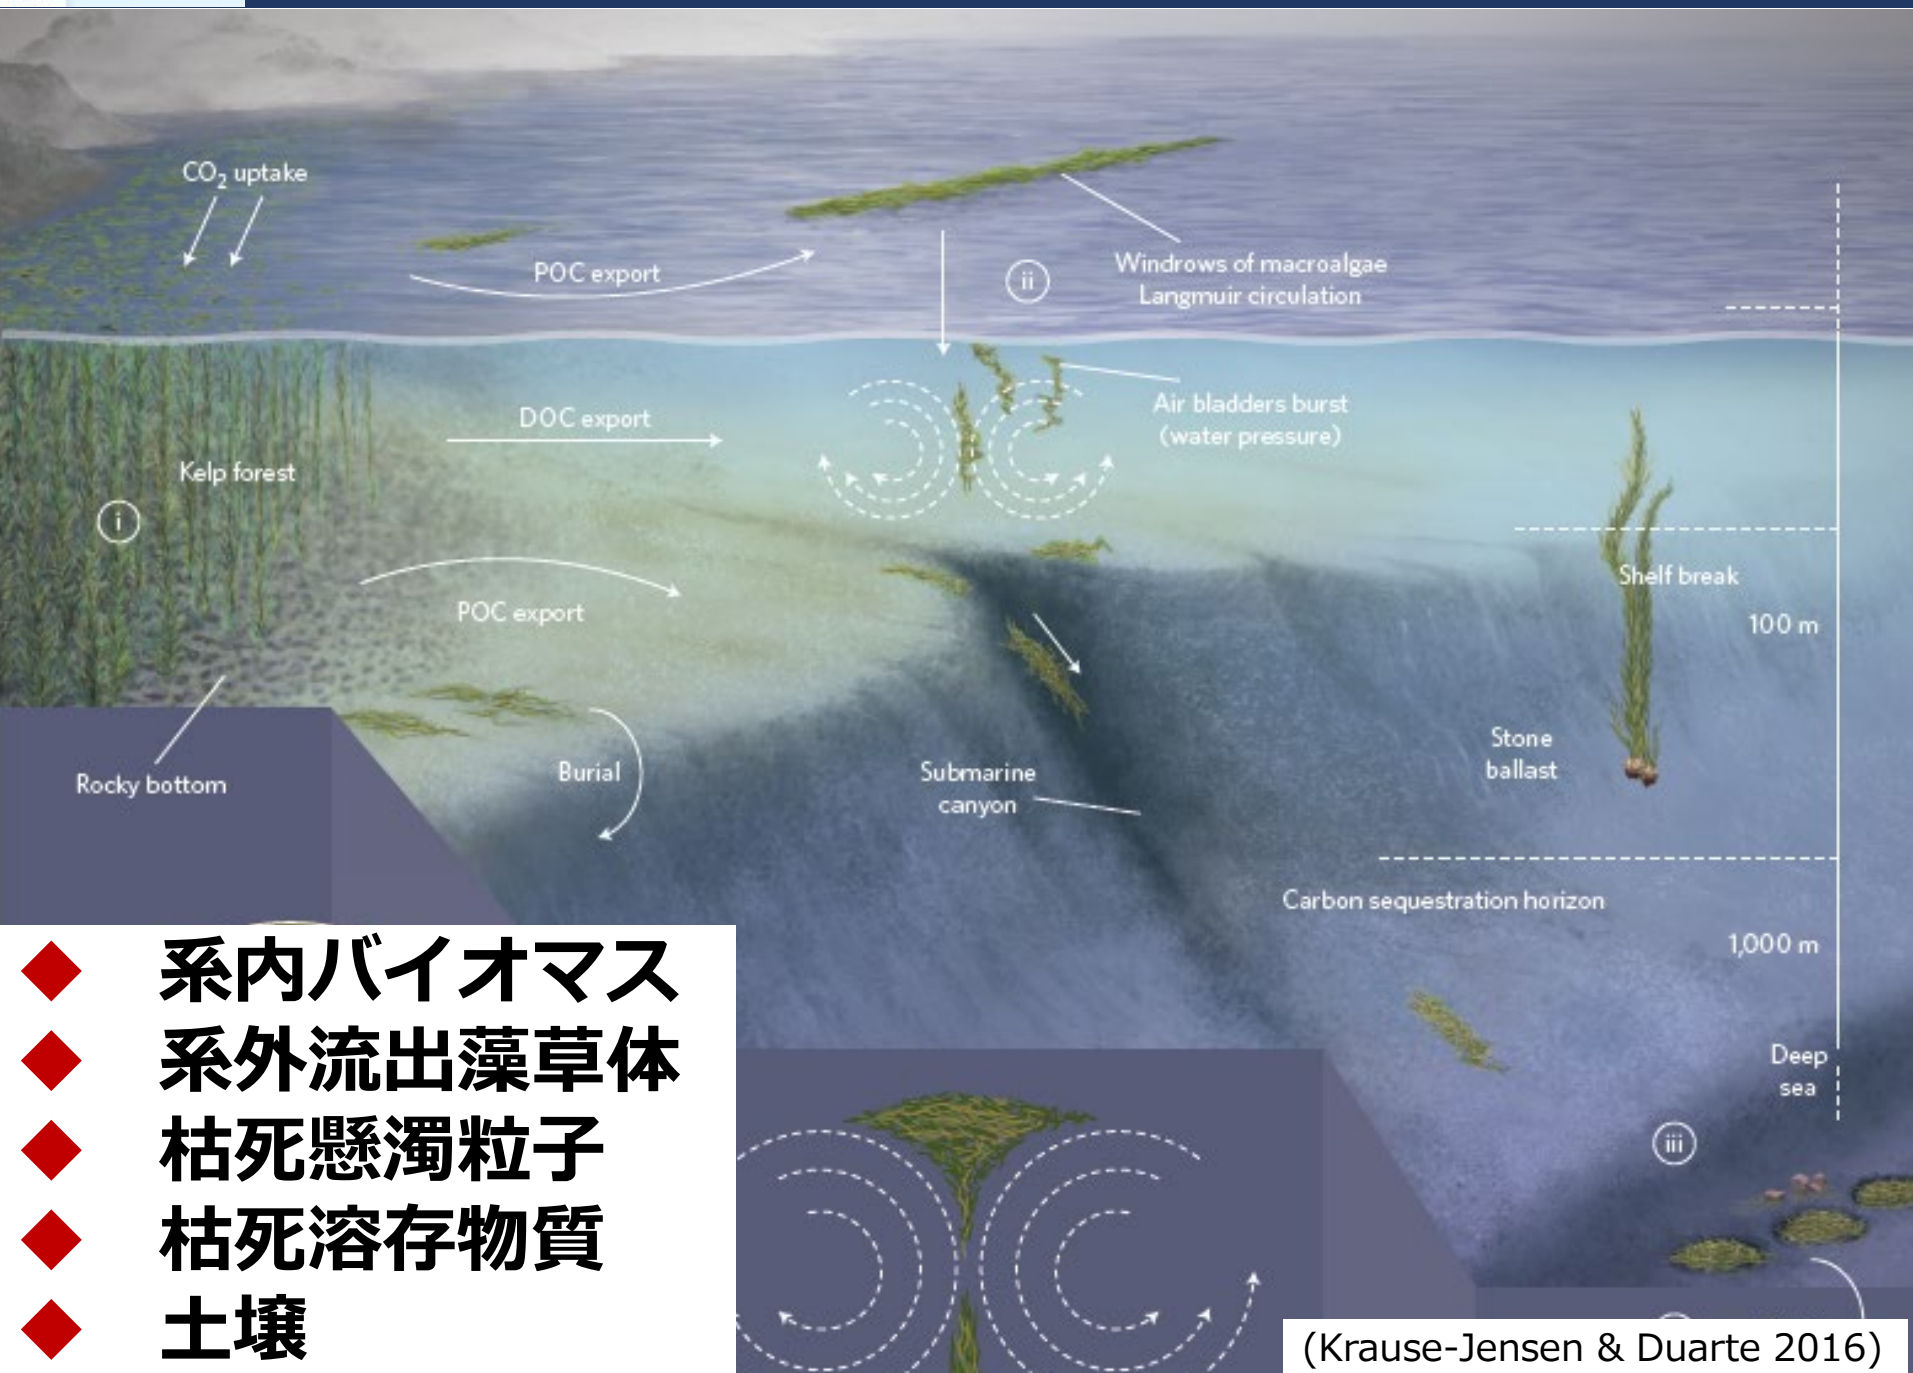 CO₂ uptake
POC export
ii
Windrows of macroalgae
Langmuir circulation
DOC export
Air bladders burst
(water pressure)
Kelp forest
i
Shelf break
POC export
100 m
Stone
ballast
Rocky bottom
Burial
Submarine
canyon
Carbon sequestration horizon
1,000 m
Deep
sea
iii
◆ 系内バイオマス
◆ 系外流出藻草体
◆ 枯死懸濁粒子
◆ 枯死溶存物質
◆ 土壌
(Krause-Jensen & Duarte 2016)